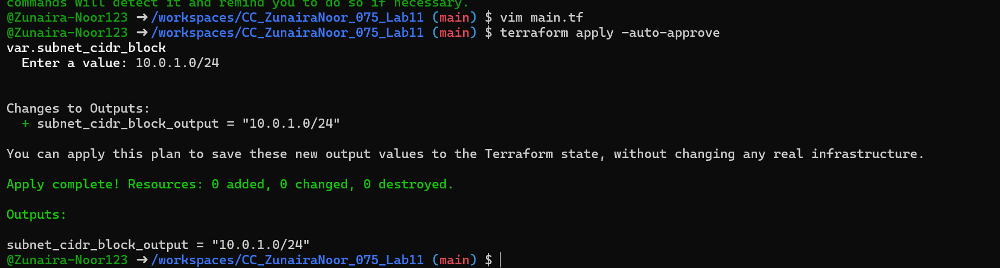 commands will detect it and remind you to do so if necessary.
@Zunaira-Noor123 ➜ /workspaces/CC_ZunairaNoor_075_Lab11 (main) $ vim main.tf
@Zunaira-Noor123 ➜ /workspaces/CC_ZunairaNoor_075_Lab11 (main) $ terraform apply -auto-approve
var.subnet_cidr_block
  Enter a value: 10.0.1.0/24
Changes to Outputs:
  + subnet_cidr_block_output = "10.0.1.0/24"
You can apply this plan to save these new output values to the Terraform state, without changing any real infrastructure.
Apply complete! Resources: 0 added, 0 changed, 0 destroyed.
Outputs:
subnet_cidr_block_output = "10.0.1.0/24"
@Zunaira-Noor123 ➜ /workspaces/CC_ZunairaNoor_075_Lab11 (main) $